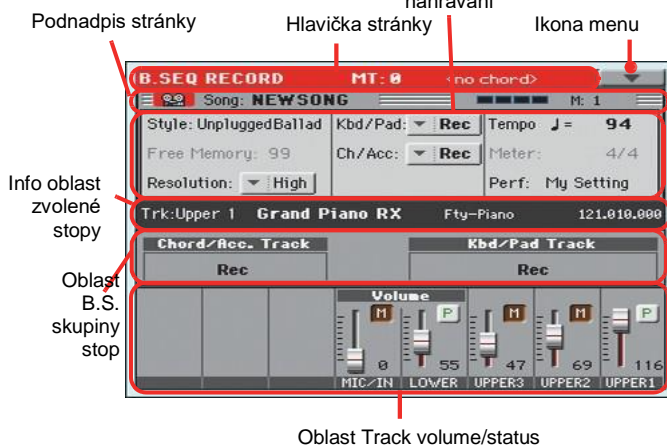 nahrávání
Podnadpis stránky
Hlavička stránky
Ikona menu
B.SEQ RECORD MT: 0 <no chord>
Song: NEWSONG M: 1
Style: UnpluggedBallad Kbd/Pad: Rec Tempo ♩ = 94
Free Memory: 99 Ch/Acc: Rec Meter: 4/4
Resolution: High Perf: My Setting
Info oblast
zvolené
stopy
Trk:Upper 1 Grand Piano RX Fty-Piano 121.010.000
Chord/Acc. Track Kbd/Pad Track
Rec Rec
Oblast
B.S.
skupiny
stop
Volume
M P M M P
0 55 47 69 116
MIC/IN LOWER UPPER3 UPPER2 UPPER1
Oblast Track volume/status